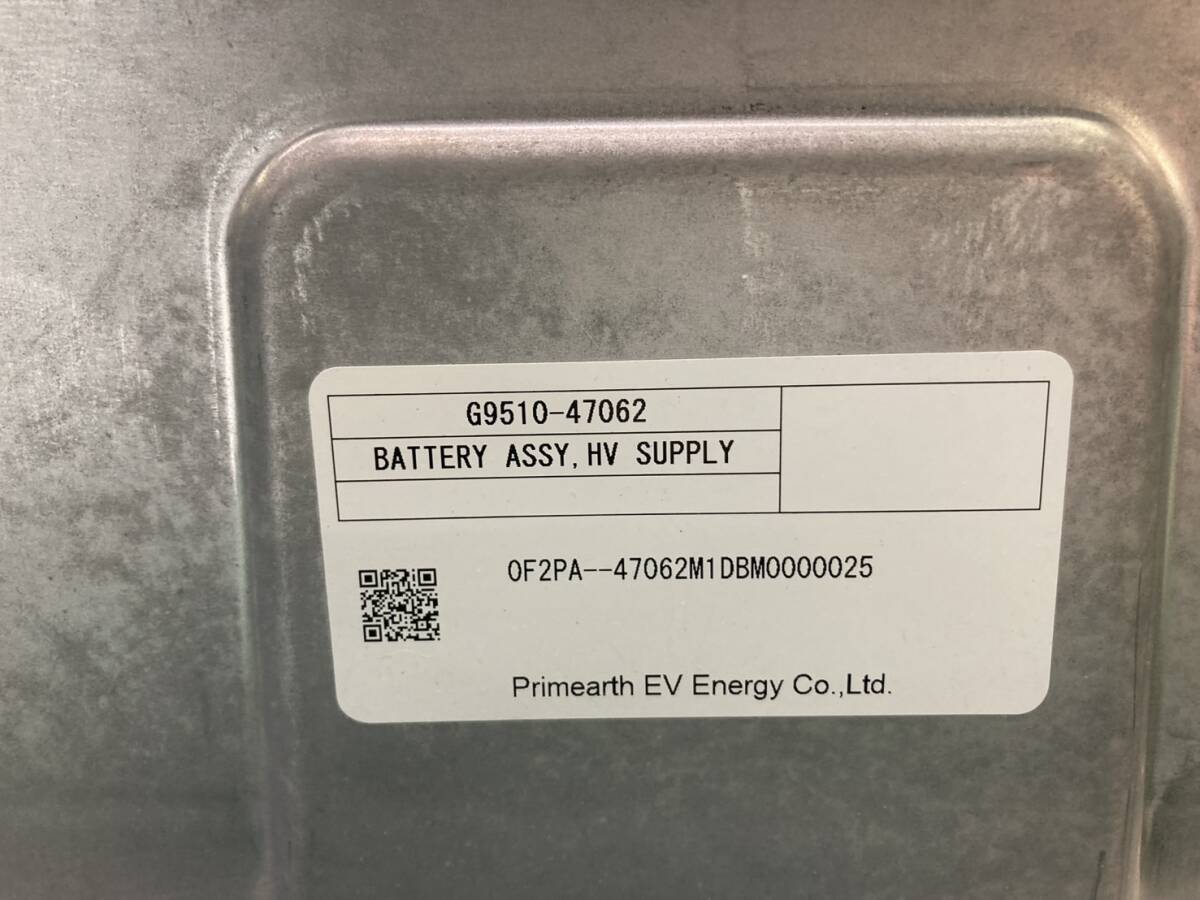 G9510-47062
BATTERY ASSY,HV SUPPLY
0F2PA--47062M1DBM0000025
Primearth EV Energy Co.,Ltd.